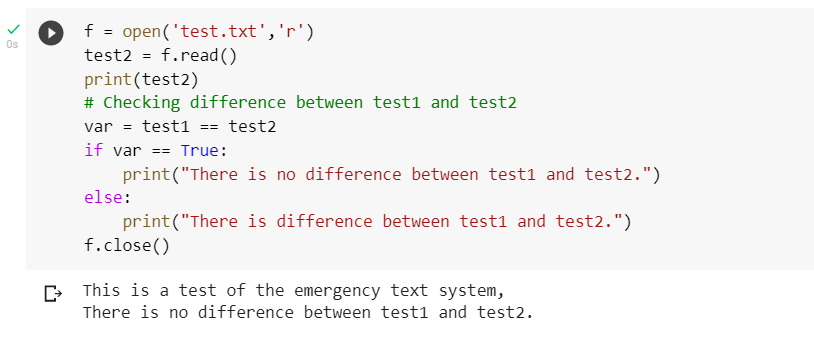 f = open('test.txt','r')
0s
test2 = f.read()
print(test2)
# Checking difference between test1 and test2
var = test1 == test2
if var == True:
    print("There is no difference between test1 and test2.")
else:
    print("There is difference between test1 and test2.")
f.close()
This is a test of the emergency text system,
There is no difference between test1 and test2.